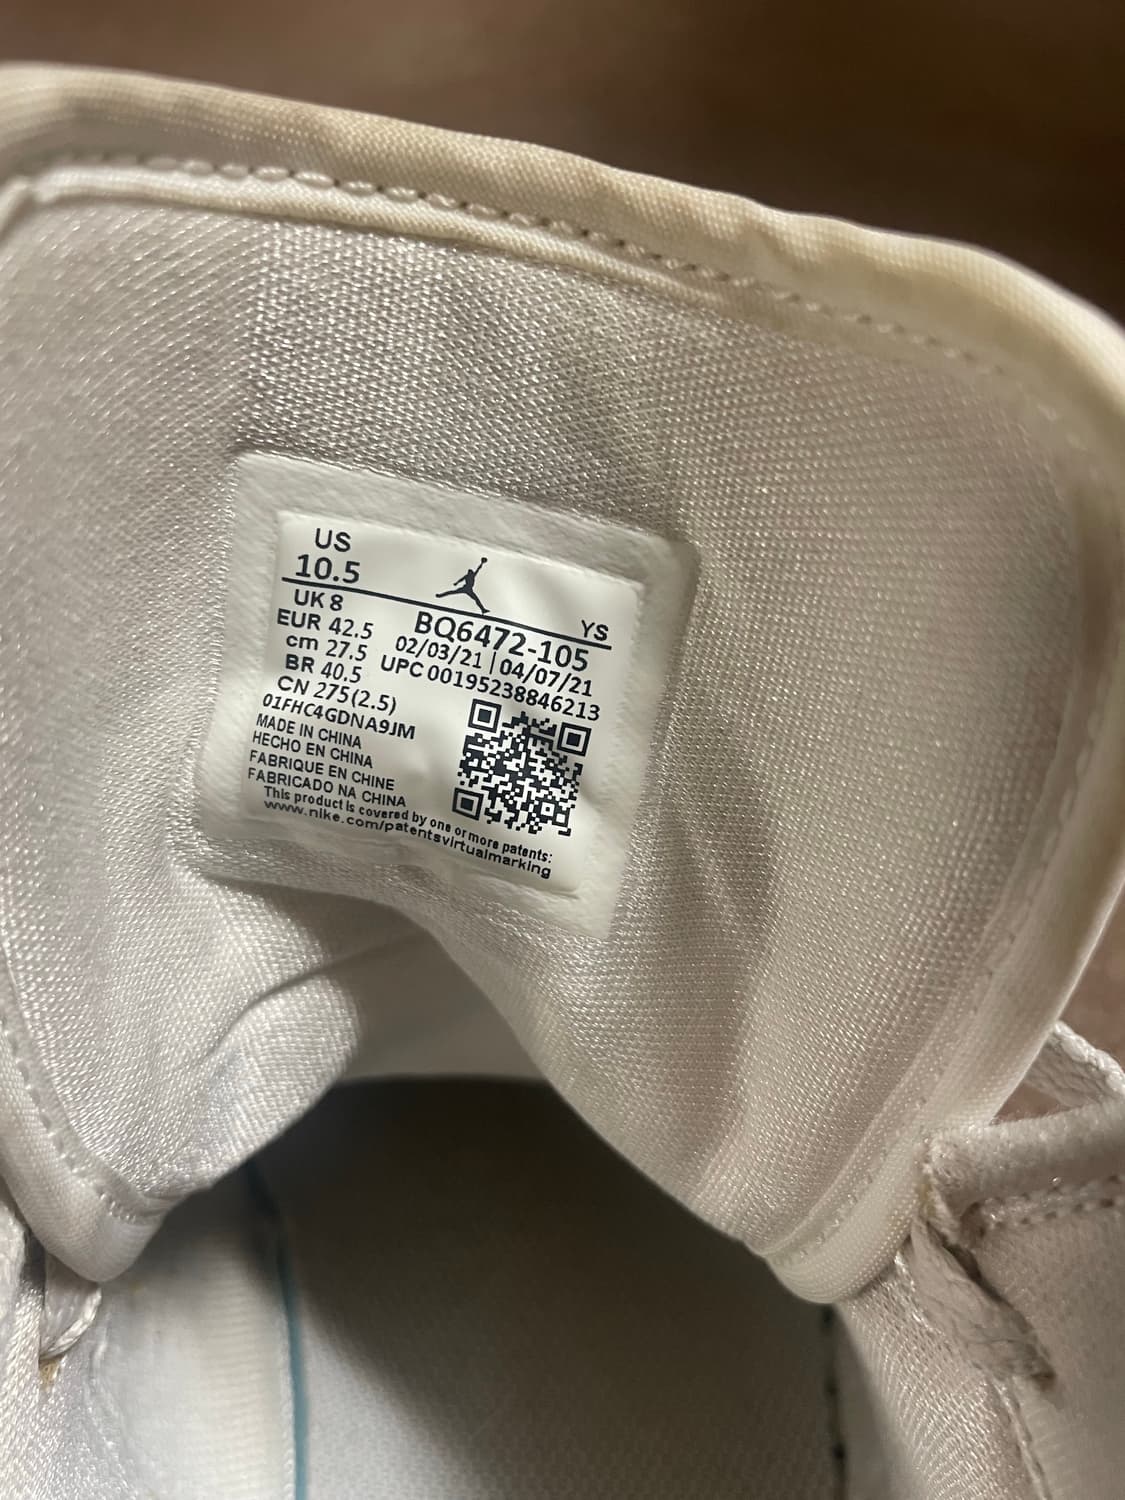 US
10.5
YS
UK 8
BQ6472-105
EUR 42.5
02/03/21 | 04/07/21
cm 27.5
UPC 00195238846213
BR 40.5
CN 275(2.5)
01FHC4GDNA9JM
MADE IN CHINA
HECHO EN CHINA
FABRIQUE EN CHINE
FABRICADO NA CHINA
This product is covered by one or more patents:
www.nike.com/patentsvirtualmarking